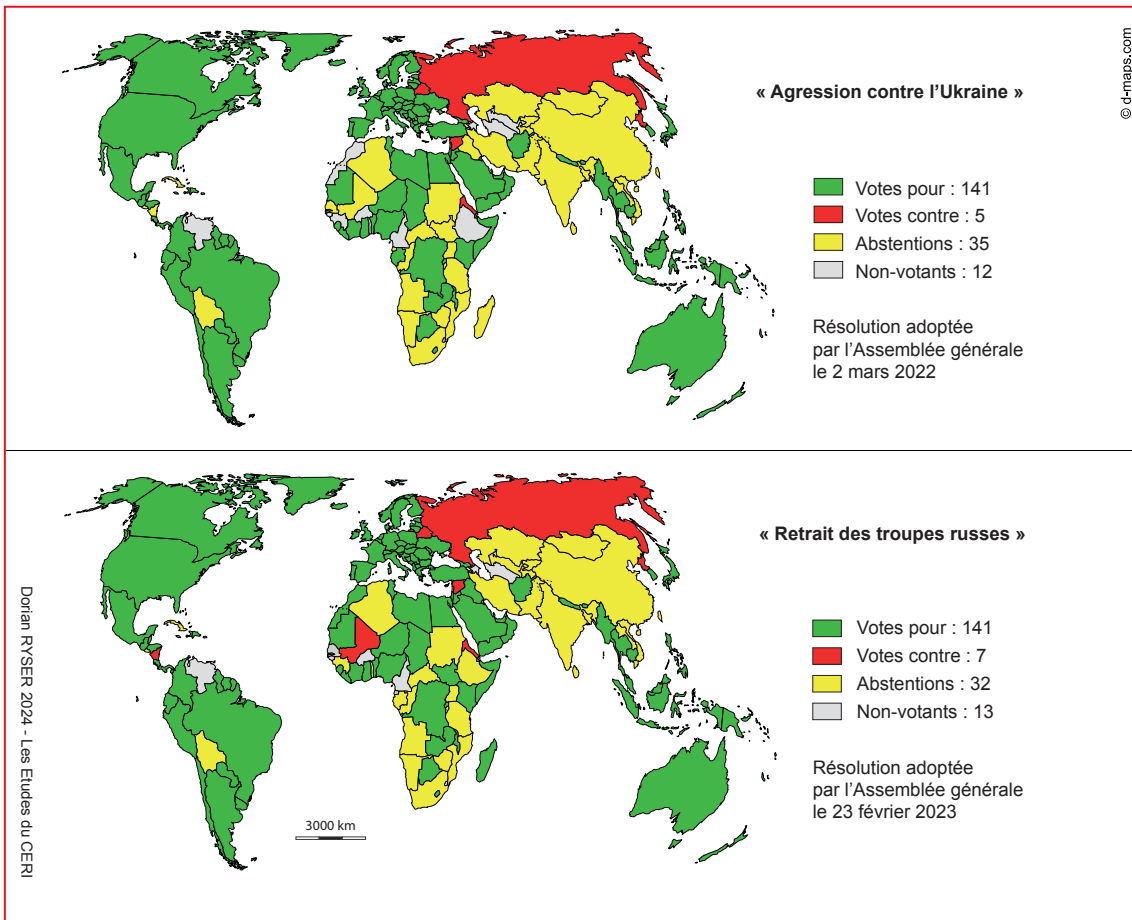 © d-maps.com
« Agression contre l'Ukraine »
Votes pour : 141
Votes contre : 5
Abstentions : 35
Non-votants : 12
Résolution adoptée
par l'Assemblée générale
le 2 mars 2022
« Retrait des troupes russes »
Votes pour : 141
Votes contre : 7
Abstentions : 32
Non-votants : 13
Résolution adoptée
par l'Assemblée générale
le 23 février 2023
3000 km
Dorian RYSER 2024 - Les Etudes du CERI